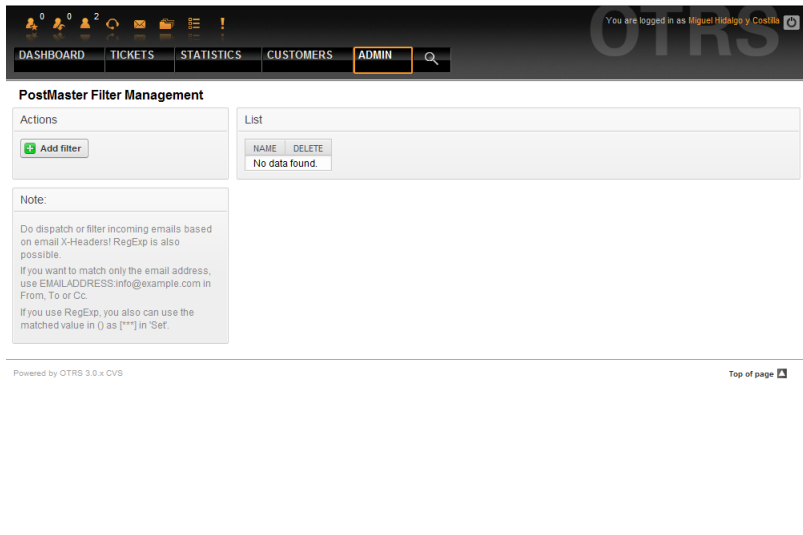 0 0 2
You are logged in as Miguel Hidalgo y Costilla
OTRS
DASHBOARD TICKETS STATISTICS CUSTOMERS ADMIN
PostMaster Filter Management
Actions
Add filter
List
NAME DELETE
No data found.
Note:
Do dispatch or filter incoming emails based
on email X-Headers! RegExp is also
possible.
If you want to match only the email address,
use EMAILADDRESS:info@example.com in
From, To or Cc.
If you use RegExp, you also can use the
matched value in () as [***] in 'Set'.
Powered by OTRS 3.0.x CVS
Top of page